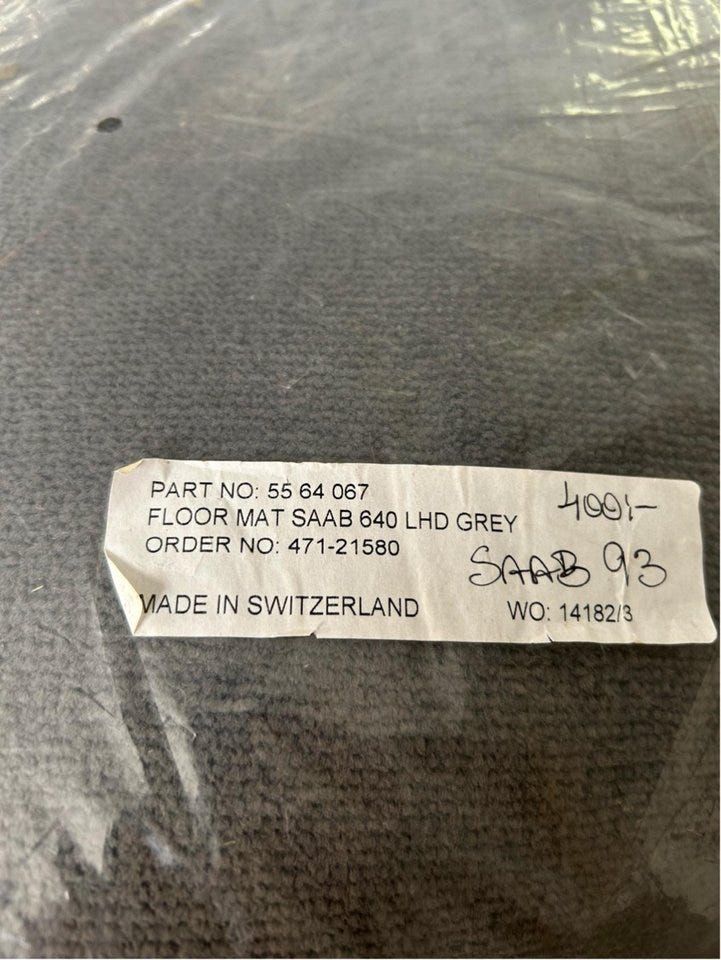 PART NO: 55 64 067
FLOOR MAT SAAB 640 LHD GREY
ORDER NO: 471-21580
400:-
SAAB 93
MADE IN SWITZERLAND
WO: 14182/3